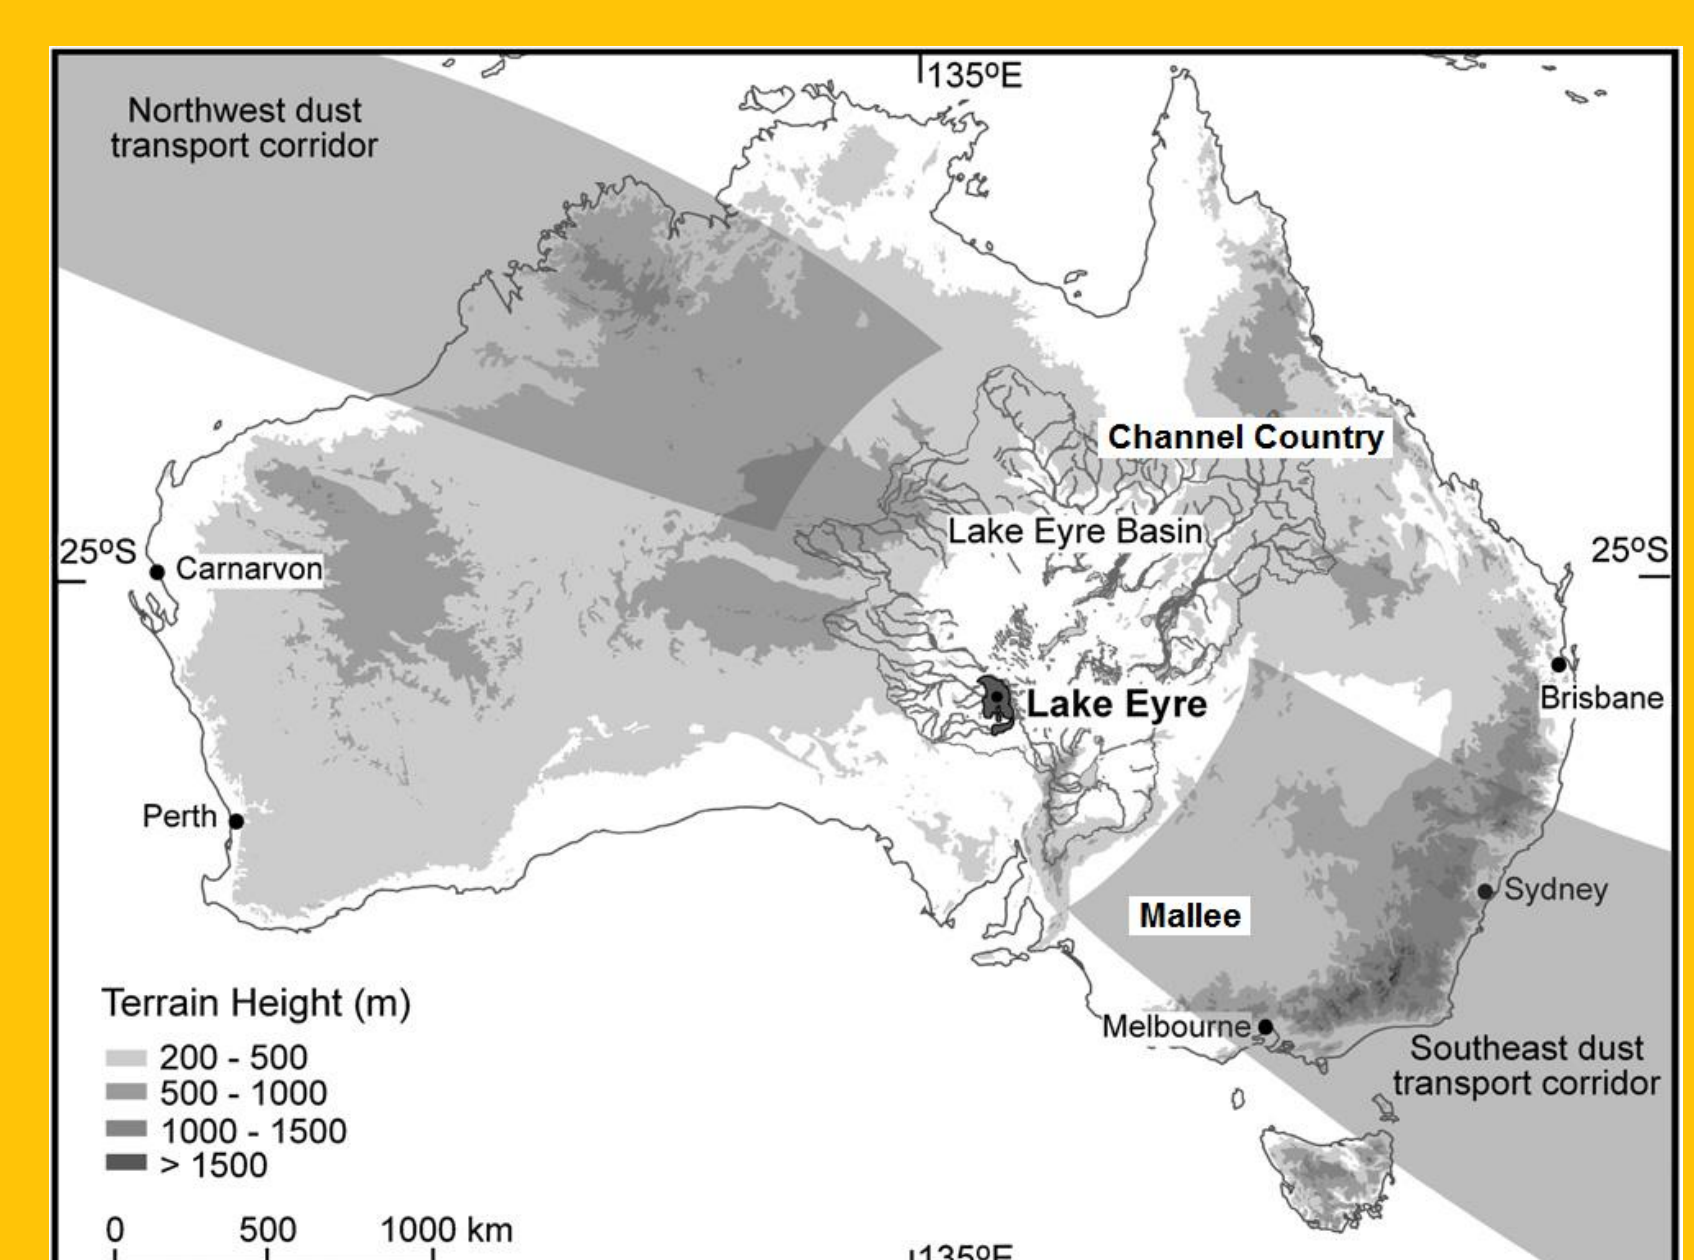 135ºE
Northwest dust
transport corridor
Channel Country
Lake Eyre Basin
25ºS
25ºS
Carnarvon
Lake Eyre
Brisbane
Perth
Sydney
Mallee
Terrain Height (m)
Melbourne
Southeast dust
transport corridor
200 - 500
500 - 1000
1000 - 1500
> 1500
0 500 1000 km
135ºE